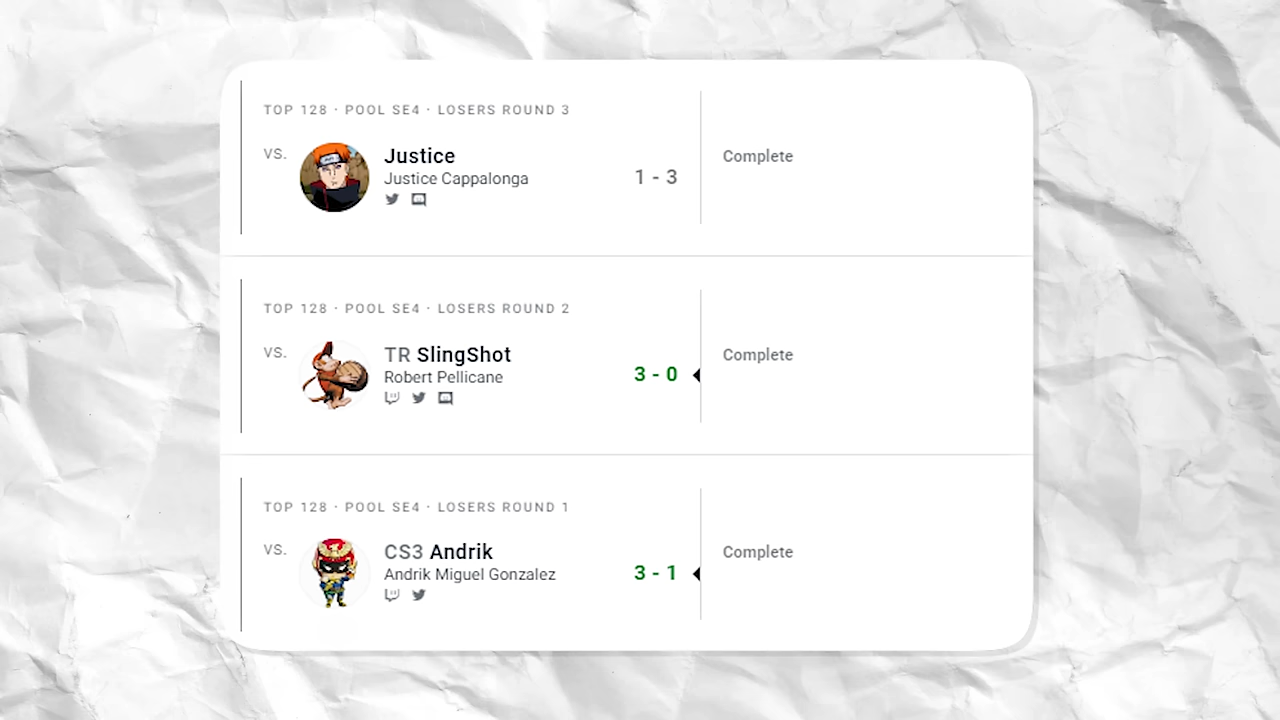 TOP 128 · POOL SE4 · LOSERS ROUND 3
VS.
Justice
Justice Cappalonga
1 - 3
Complete
TOP 128 · POOL SE4 · LOSERS ROUND 2
VS.
TR SlingShot
Robert Pellicane
3 - 0
Complete
TOP 128 · POOL SE4 · LOSERS ROUND 1
VS.
CS3 Andrik
Andrik Miguel Gonzalez
3 - 1
Complete